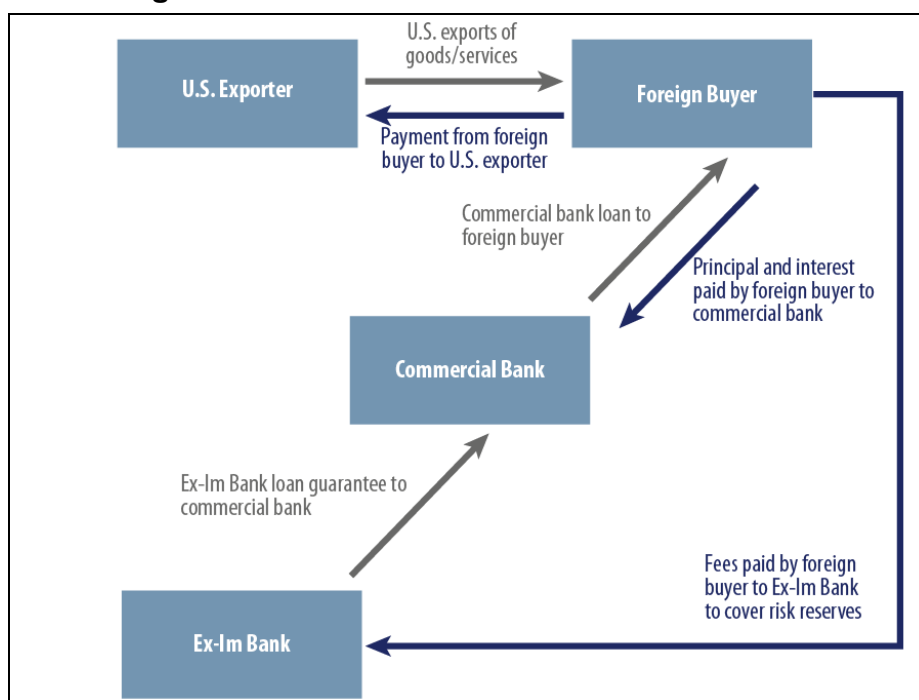 U.S. exports of
goods/services
U.S. Exporter
Foreign Buyer
Payment from foreign
buyer to U.S. exporter
Commercial bank loan to
foreign buyer
Principal and interest
paid by foreign buyer to
commercial bank
Commercial Bank
Ex-Im Bank loan guarantee to
commercial bank
Fees paid by foreign
buyer to Ex-Im Bank
to cover risk reserves
Ex-Im Bank